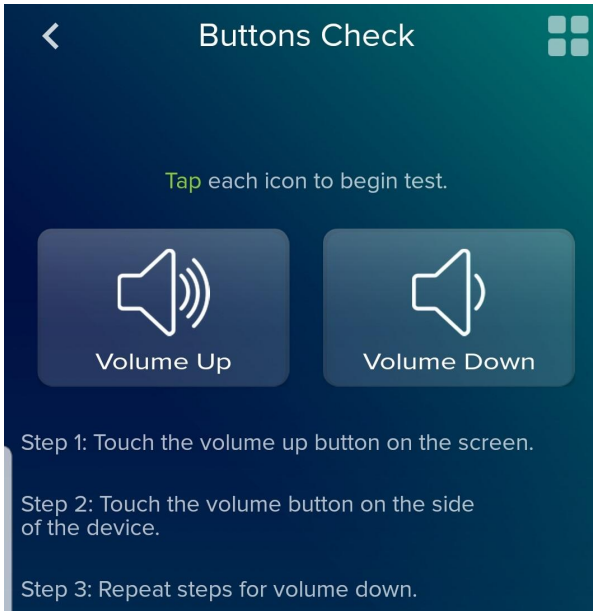 Buttons Check
Tap each icon to begin test.
Volume Up
Volume Down
Step 1: Touch the volume up button on the screen.
Step 2: Touch the volume button on the side
of the device.
Step 3: Repeat steps for volume down.